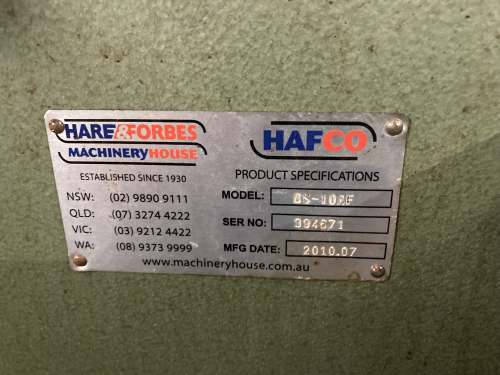 HARE&FORBES
MACHINERYHOUSE
ESTABLISHED SINCE 1930
NSW: (02) 9890 9111
QLD: (07) 3274 4222
VIC: (03) 9212 4422
WA: (08) 9373 9999
HAFCO
PRODUCT SPECIFICATIONS
MODEL:
SER NO: 394671
MFG DATE: 2010.07
www.machineryhouse.com.au